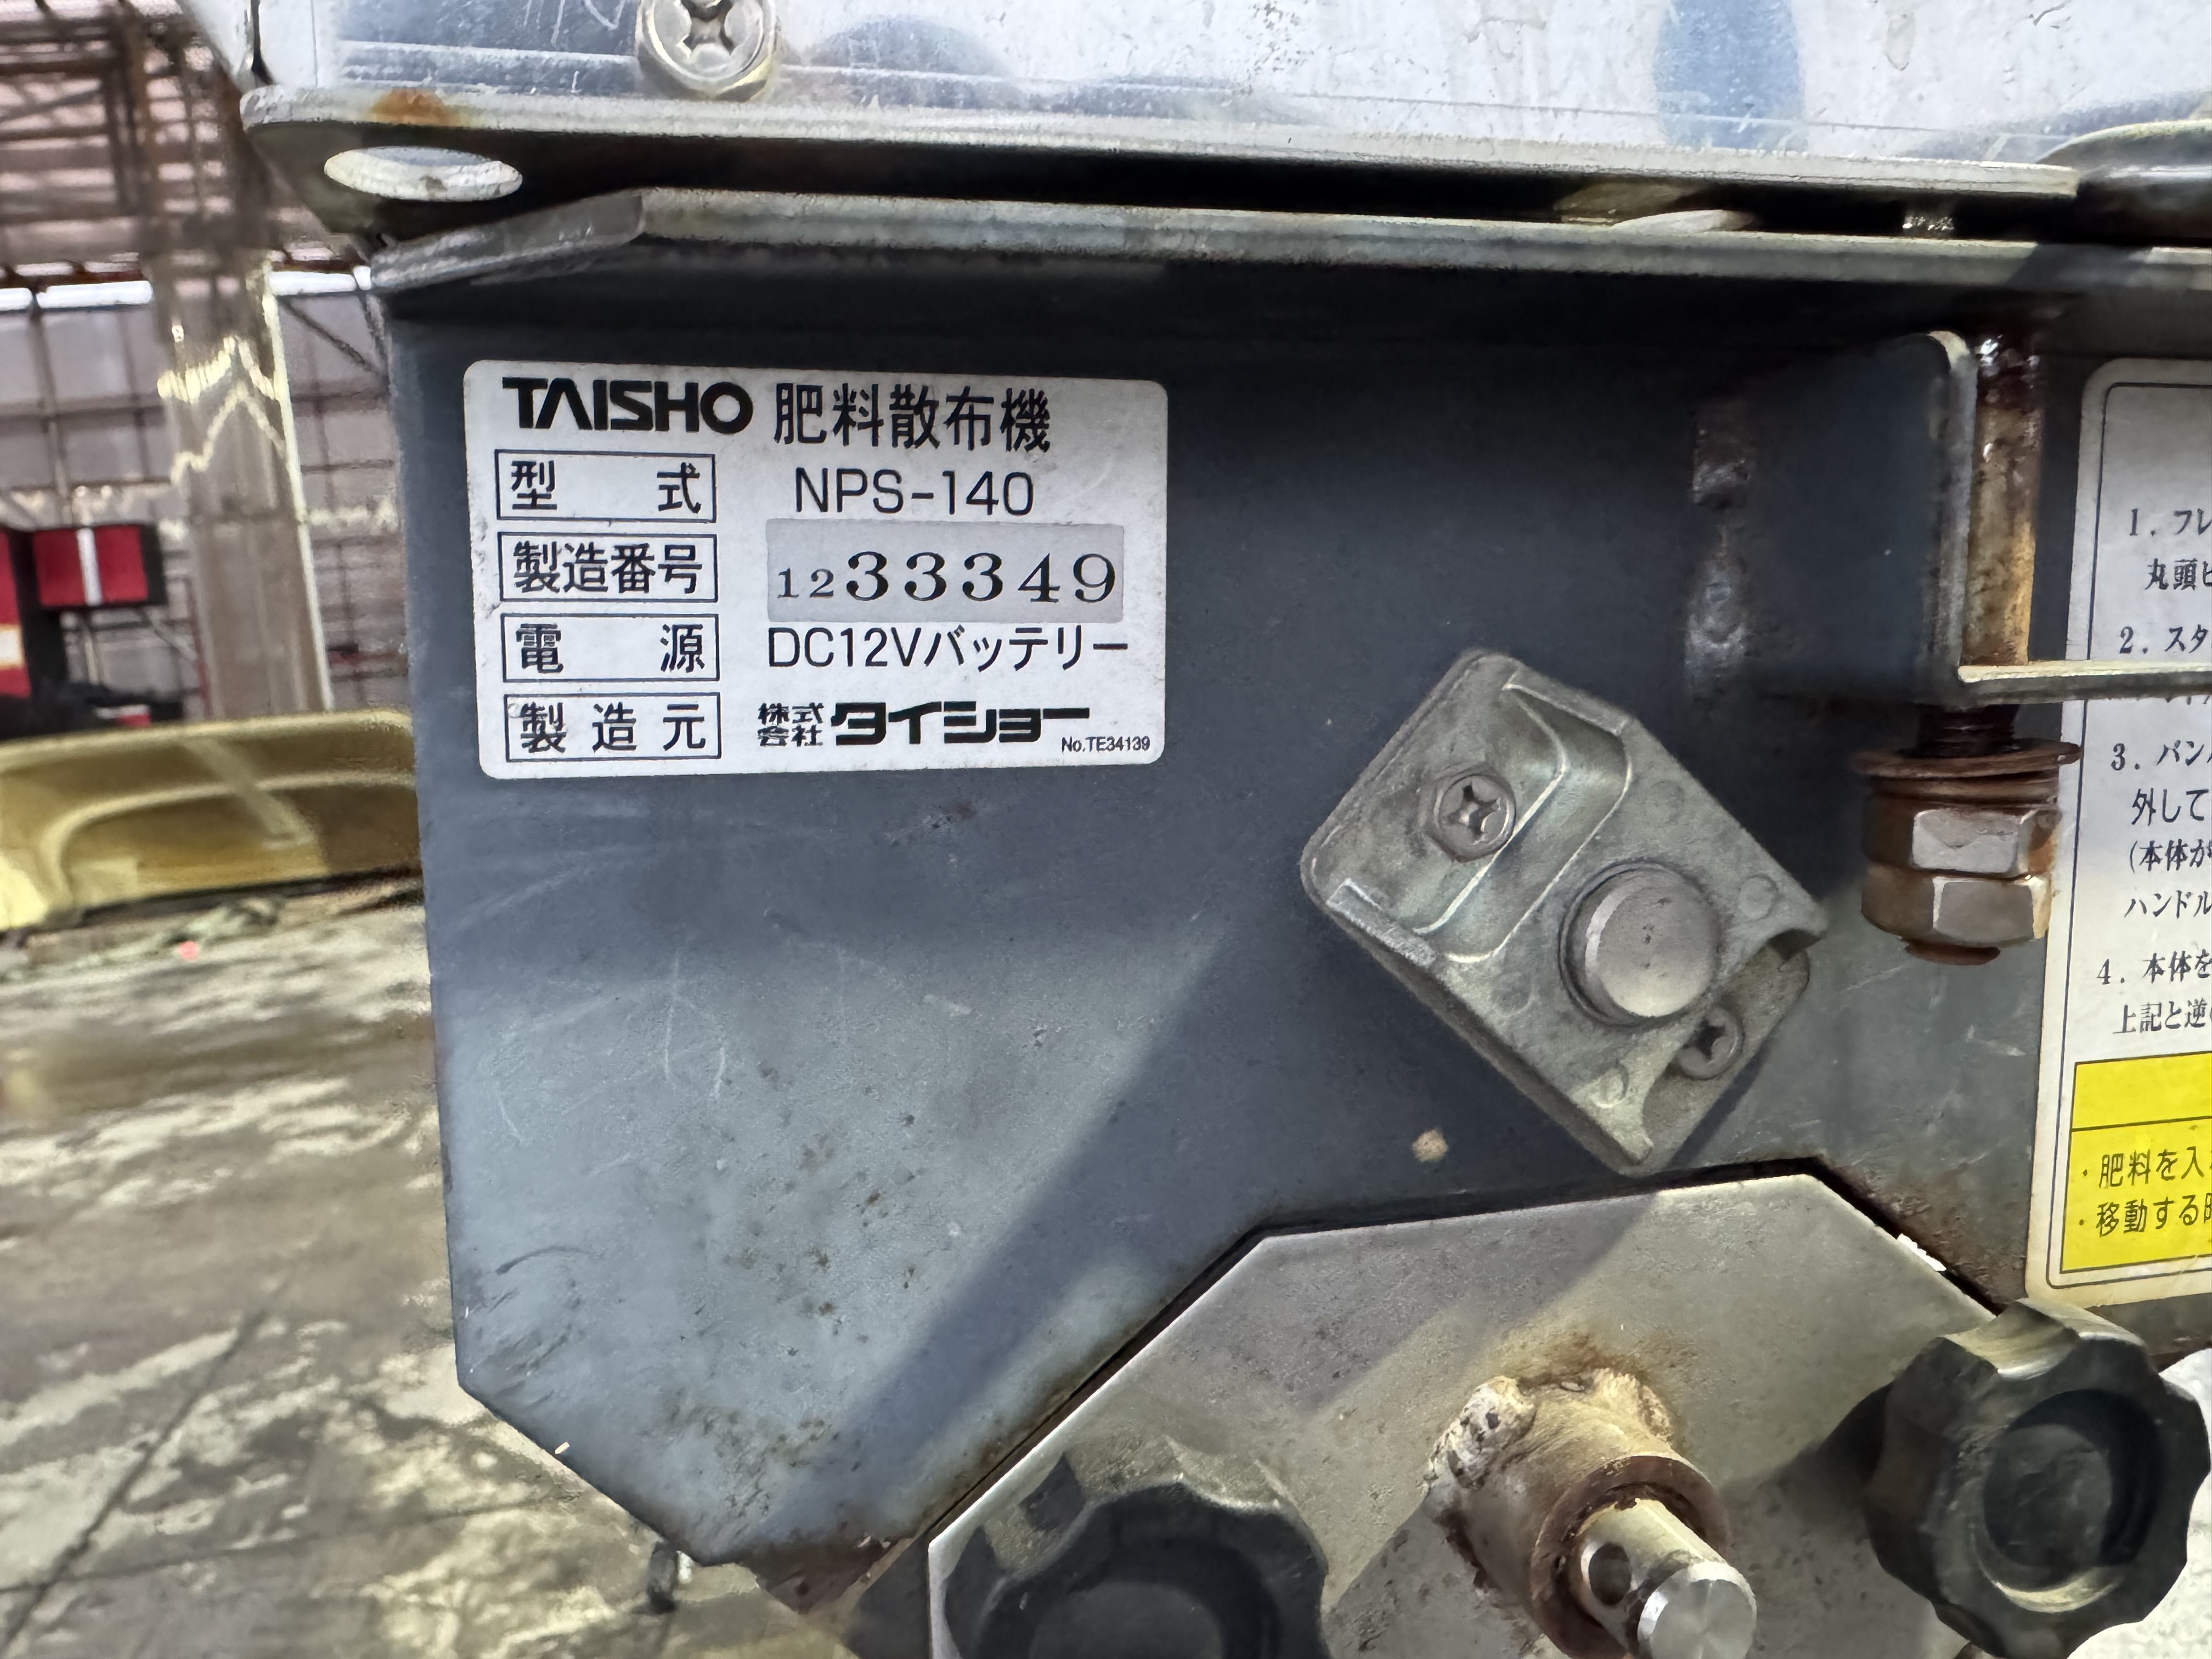 TAISHO 肥料散布機
型式 NPS-140
製造番号 1233349
電源 DC12Vバッテリー
製造元 株式会社タイショー
No.TE34139
1. フレ
丸頭ビ
2. スタ
3. バン
外して
(本体が
ハンドル
4. 本体を
上記と逆
・肥料を入
・移動する